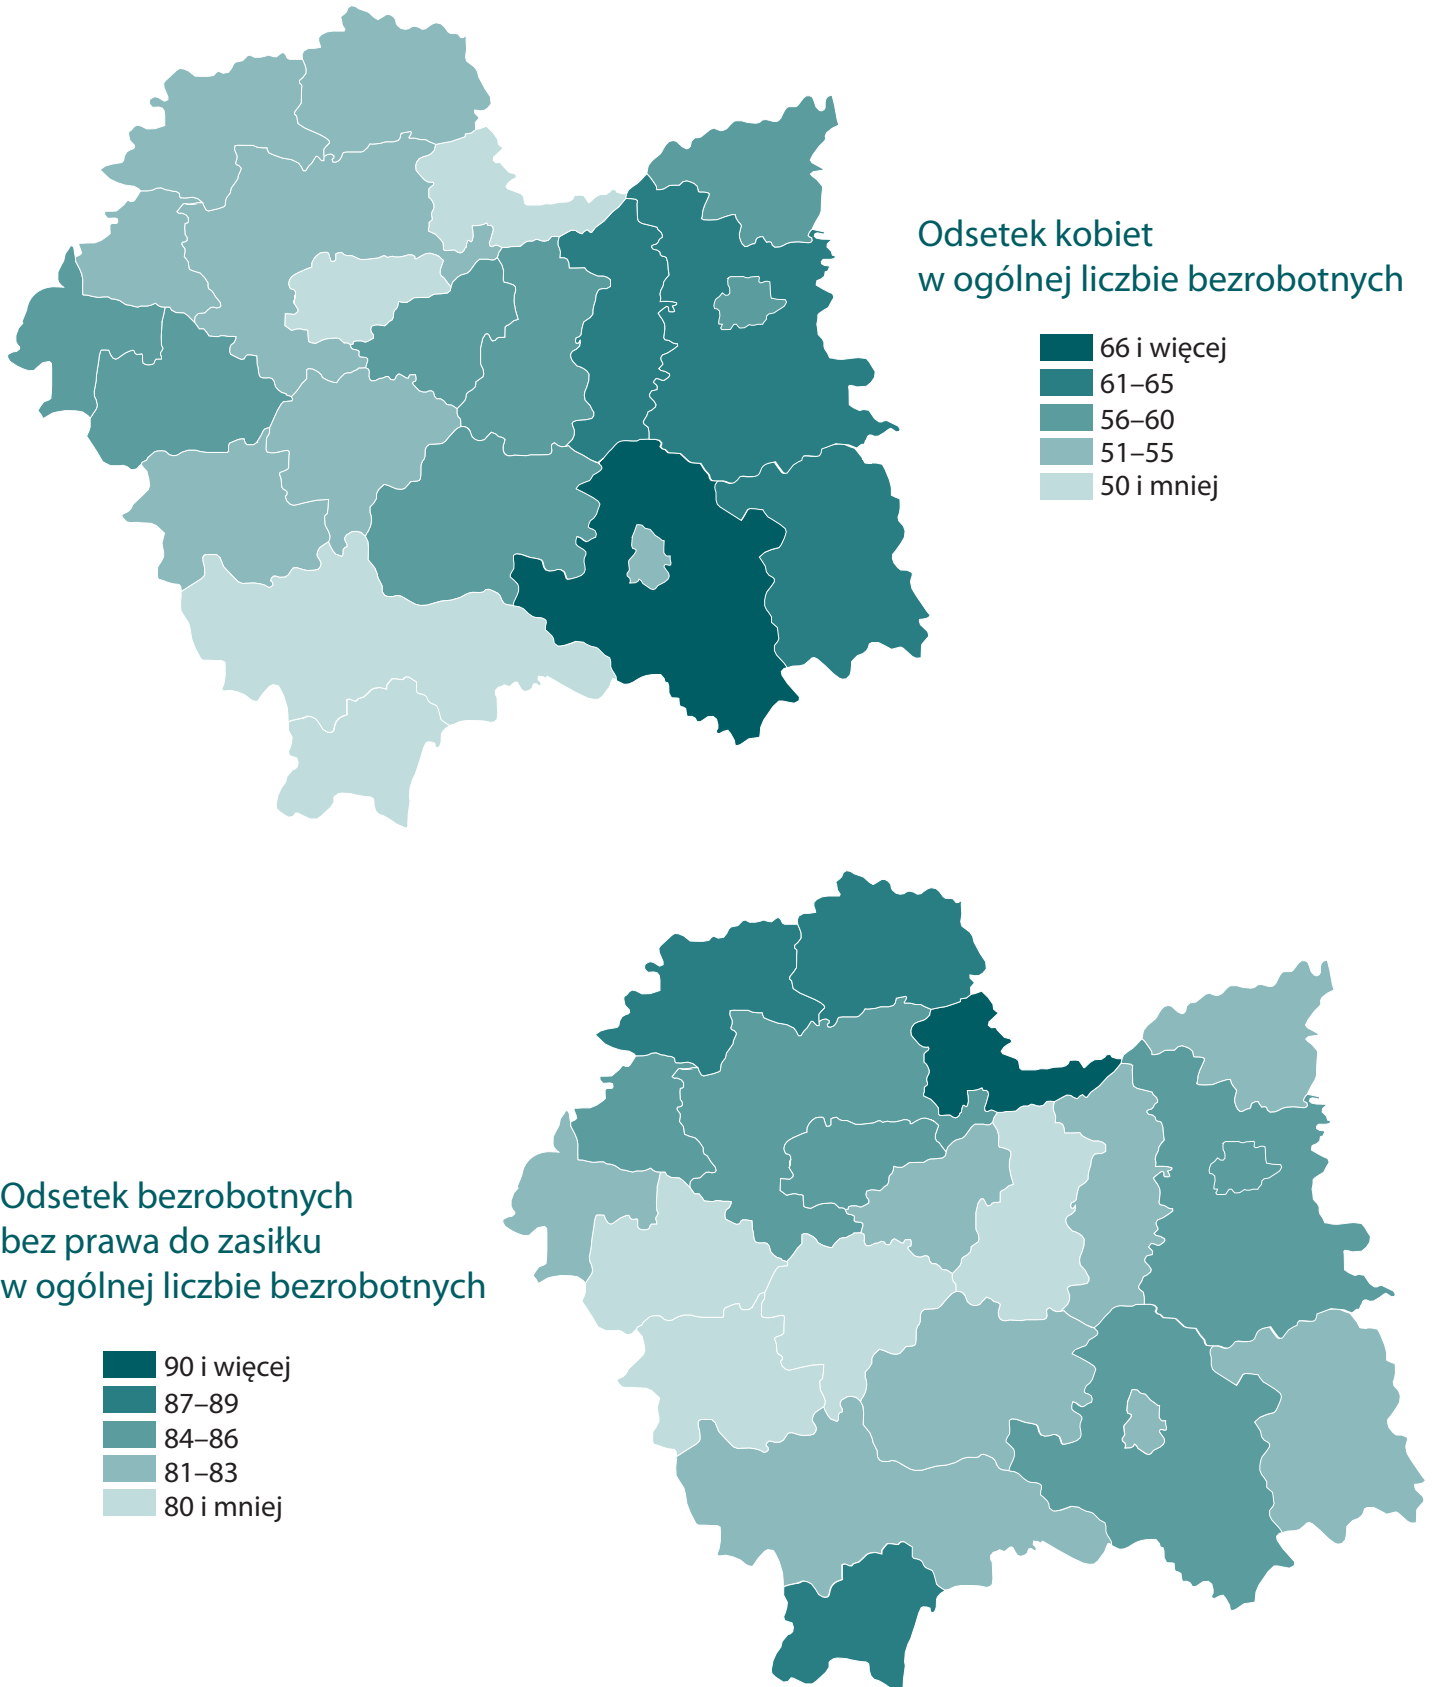 Odsetek kobiet
w ogólnej liczbie bezrobotnych
66 i więcej
61–65
56–60
51–55
50 i mniej
Odsetek bezrobotnych
bez prawa do zasiłku
w ogólnej liczbie bezrobotnych
90 i więcej
87–89
84–86
81–83
80 i mniej